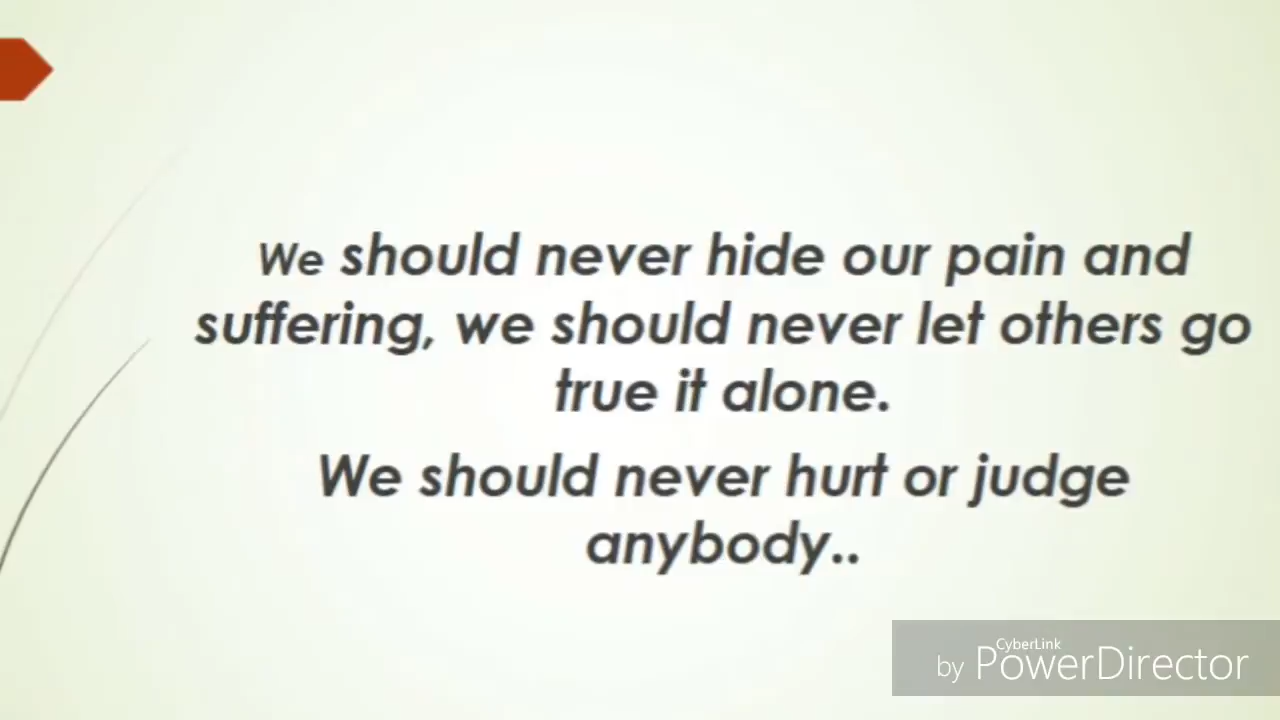 We should never hide our pain and
suffering, we should never let others go
true it alone.
We should never hurt or judge
anybody..
CyberLink
by PowerDirector